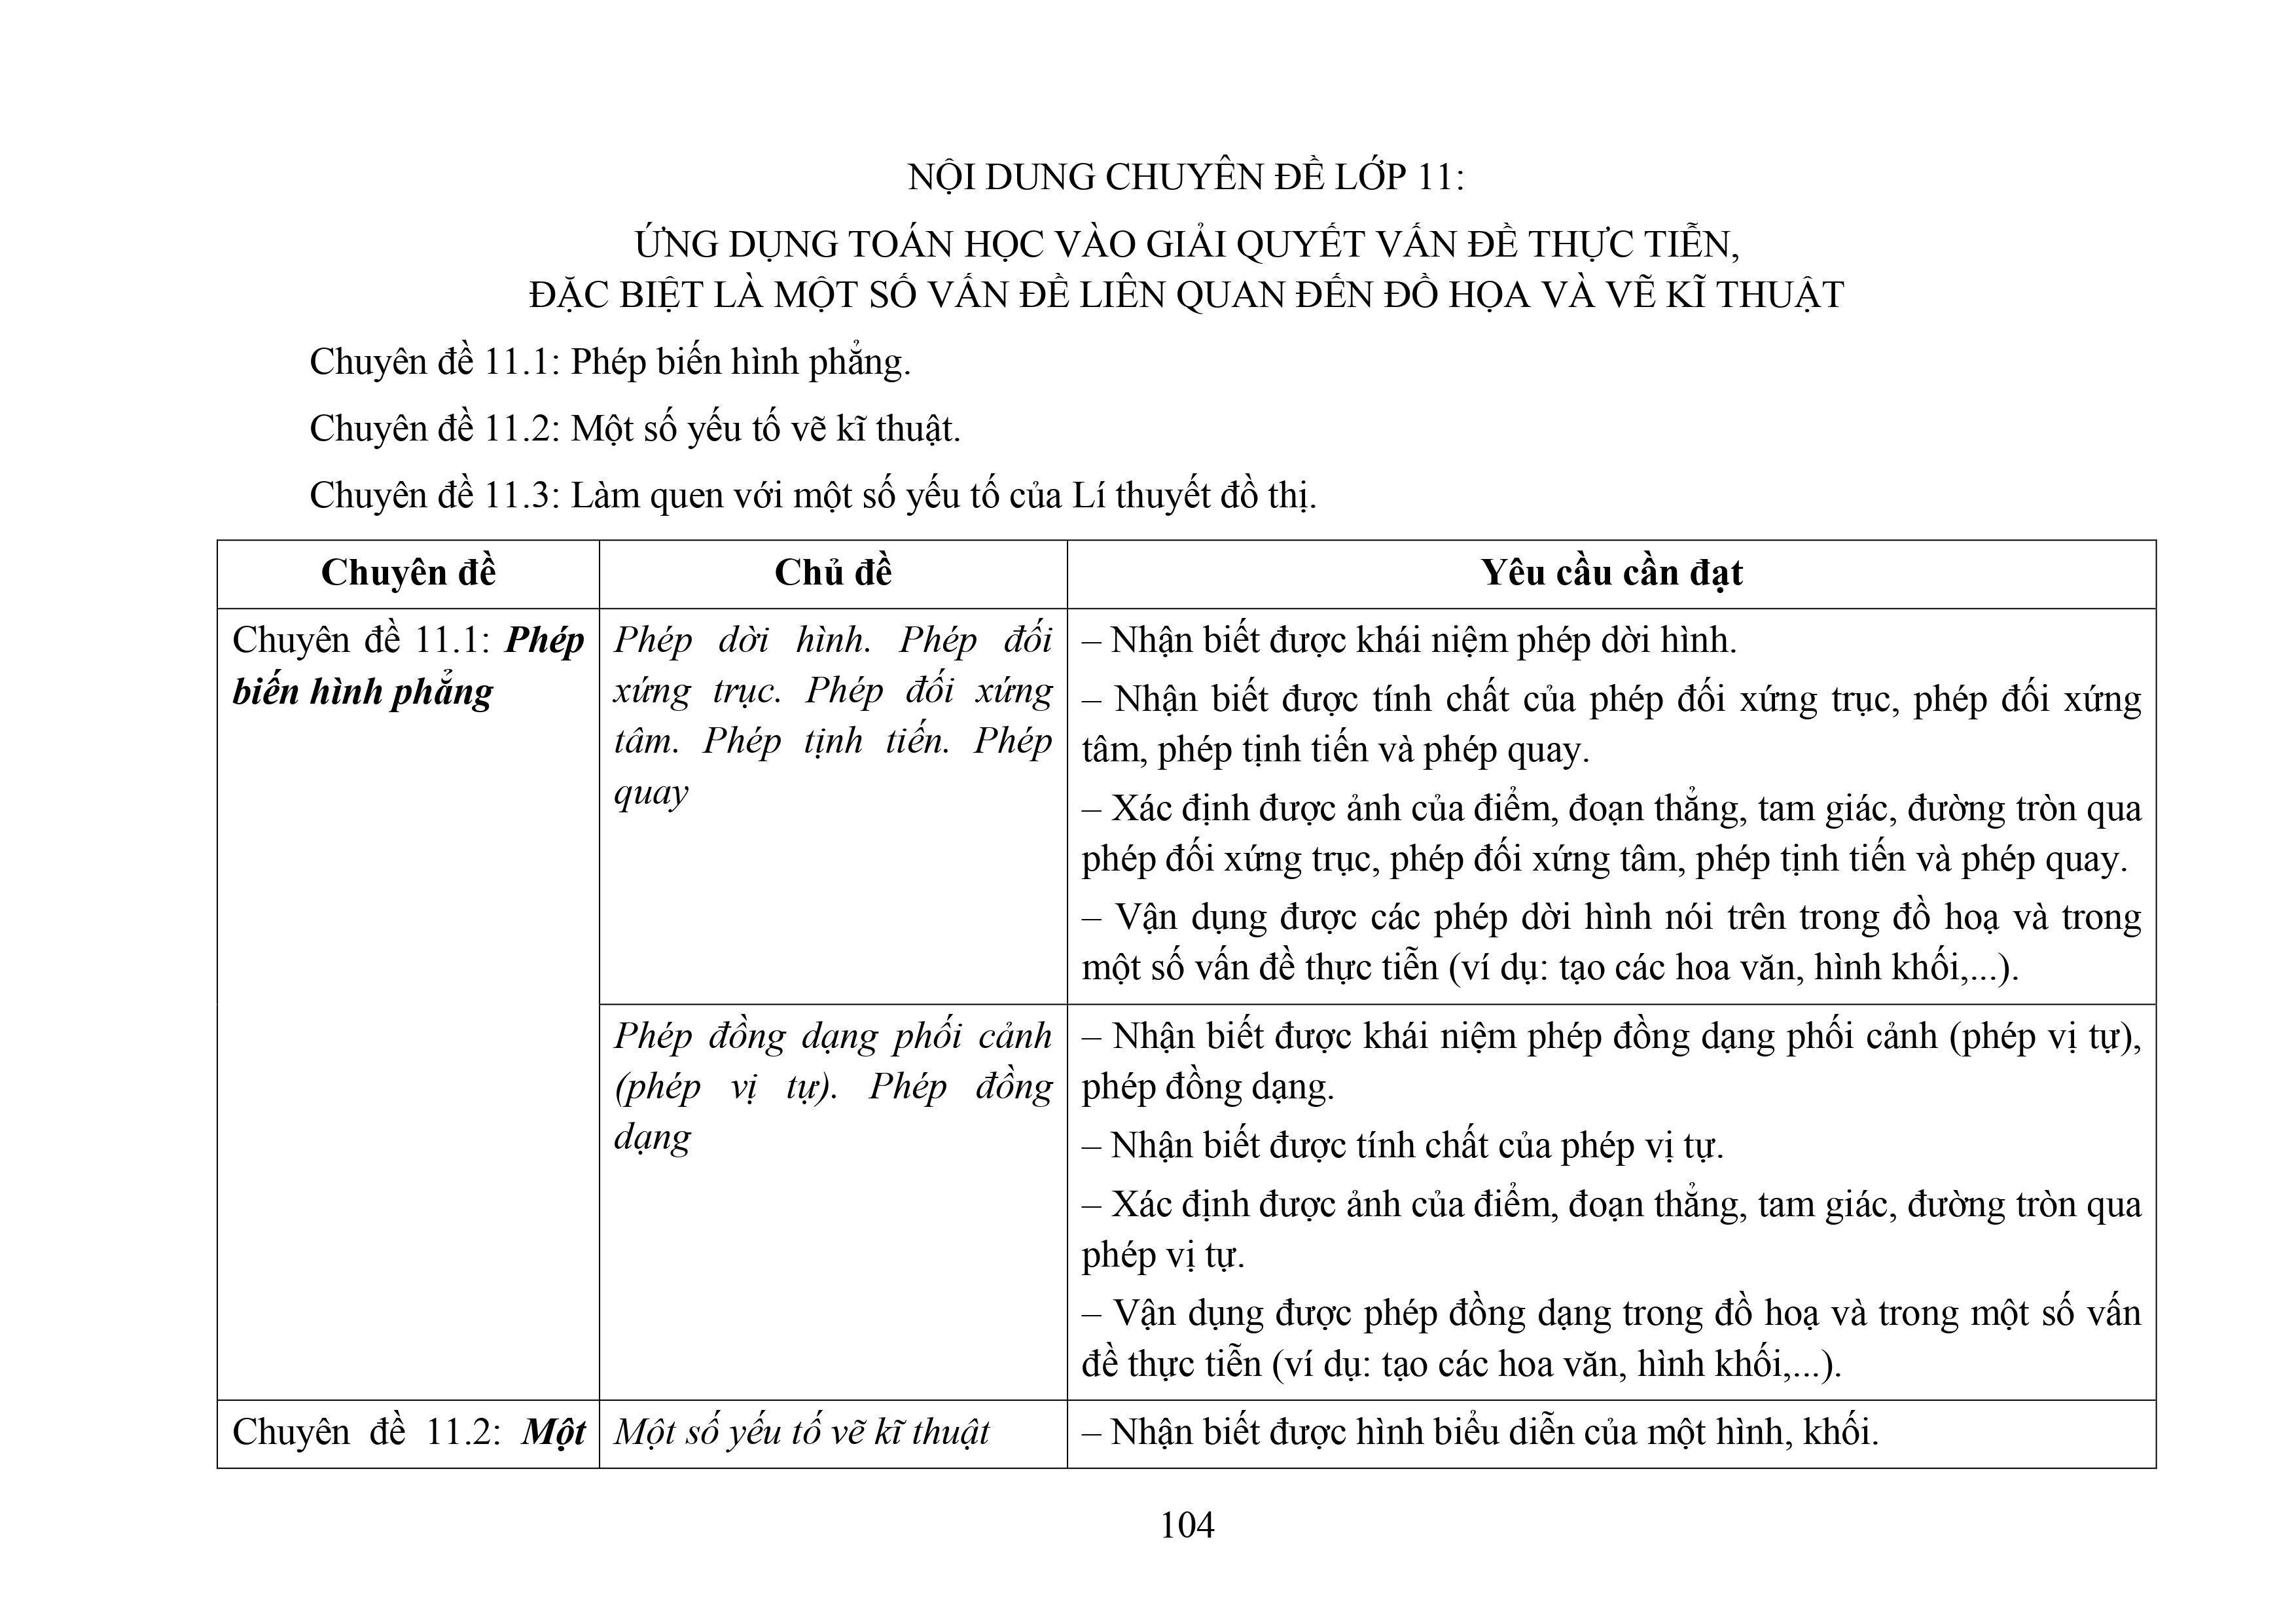 NỘI DUNG CHUYÊN ĐỀ LỚP 11:
ỨNG DỤNG TOÁN HỌC VÀO GIẢI QUYẾT VẤN ĐỀ THỰC TIỄN,
ĐẶC BIỆT LÀ MỘT SỐ VẤN ĐỀ LIÊN QUAN ĐẾN ĐỒ HỌA VÀ VẼ KĨ THUẬT
Chuyên đề 11.1: Phép biến hình phẳng.
Chuyên đề 11.2: Một số yếu tố vẽ kĩ thuật.
Chuyên đề 11.3: Làm quen với một số yếu tố của Lí thuyết đồ thị.
Chuyên đề
Chủ đề
Yêu cầu cần đạt
Chuyên đề 11.1: Phép
biến hình phẳng
Phép dời hình. Phép đối
xứng trục. Phép đối xứng
tâm. Phép tịnh tiến. Phép
quay
– Nhận biết được khái niệm phép dời hình.
– Nhận biết được tính chất của phép đối xứng trục, phép đối xứng
tâm, phép tịnh tiến và phép quay.
– Xác định được ảnh của điểm, đoạn thẳng, tam giác, đường tròn qua
phép đối xứng trục, phép đối xứng tâm, phép tịnh tiến và phép quay.
– Vận dụng được các phép dời hình nói trên trong đồ hoạ và trong
một số vấn đề thực tiễn (ví dụ: tạo các hoa văn, hình khối,...).
Phép đồng dạng phối cảnh
(phép vị tự). Phép đồng
dạng
– Nhận biết được khái niệm phép đồng dạng phối cảnh (phép vị tự),
phép đồng dạng.
– Nhận biết được tính chất của phép vị tự.
– Xác định được ảnh của điểm, đoạn thẳng, tam giác, đường tròn qua
phép vị tự.
– Vận dụng được phép đồng dạng trong đồ hoạ và trong một số vấn
đề thực tiễn (ví dụ: tạo các hoa văn, hình khối,...).
Chuyên đề 11.2: Một
Một số yếu tố vẽ kĩ thuật
– Nhận biết được hình biểu diễn của một hình, khối.
104